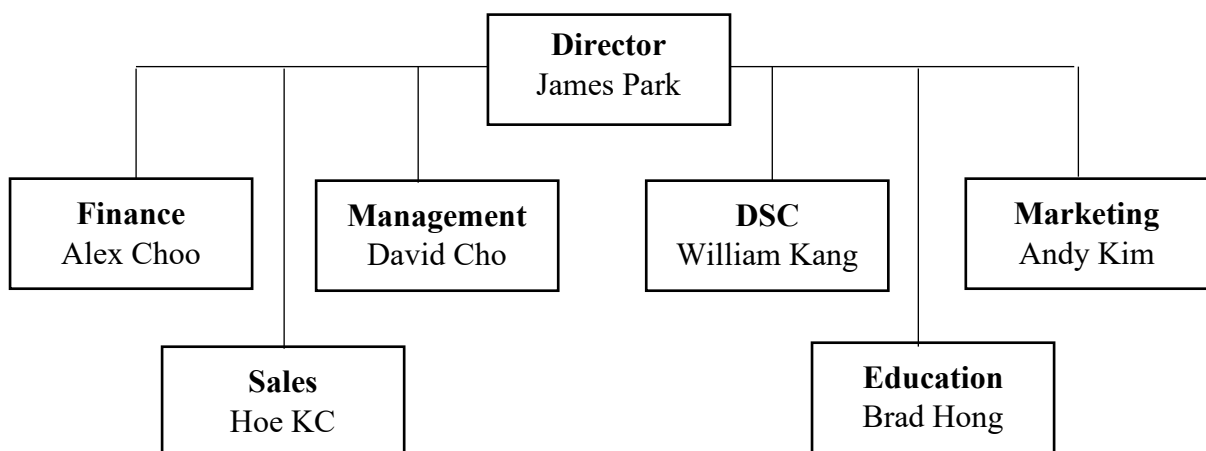 Director
James Park
Finance
Alex Choo
Management
David Cho
DSC
William Kang
Marketing
Andy Kim
Sales
Hoe KC
Education
Brad Hong